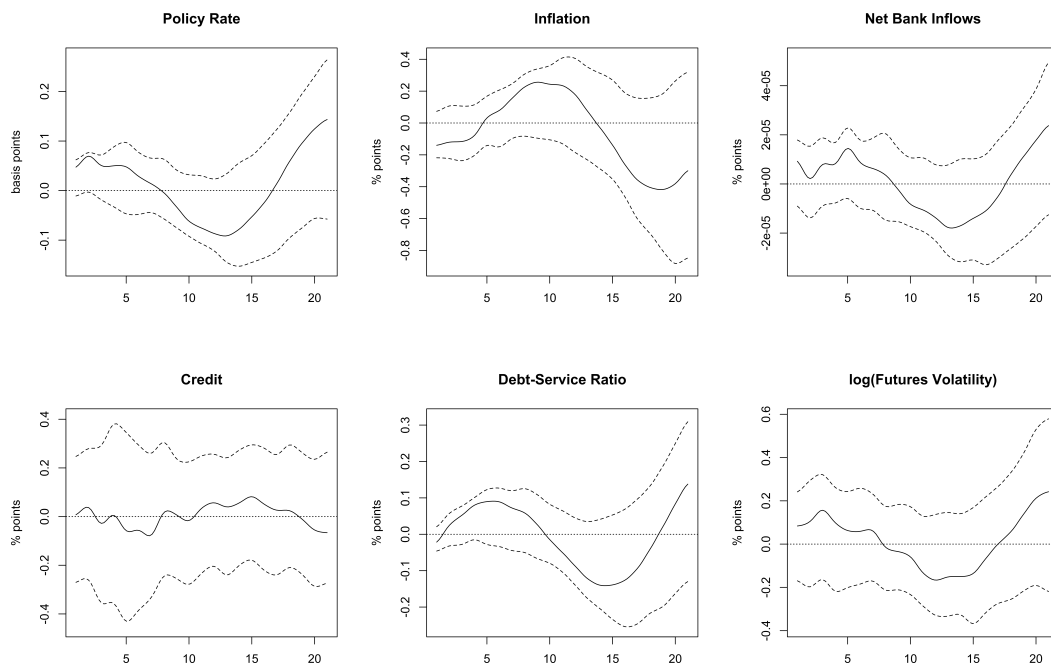 Policy Rate
basis points
0.2
0.1
0.0
-0.1
5 10 15 20
Inflation
% points
0.4
0.2
0.0
-0.2
-0.4
-0.8
5 10 15 20
Net Bank Inflows
% points
4e-05
2e-05
0e+00
-2e-05
5 10 15 20
Credit
% points
0.4
0.2
0.0
-0.2
-0.4
5 10 15 20
Debt-Service Ratio
% points
0.3
0.2
0.1
0.0
-0.1
-0.2
5 10 15 20
log(Futures Volatility)
% points
0.6
0.4
0.2
0.0
-0.2
-0.4
5 10 15 20